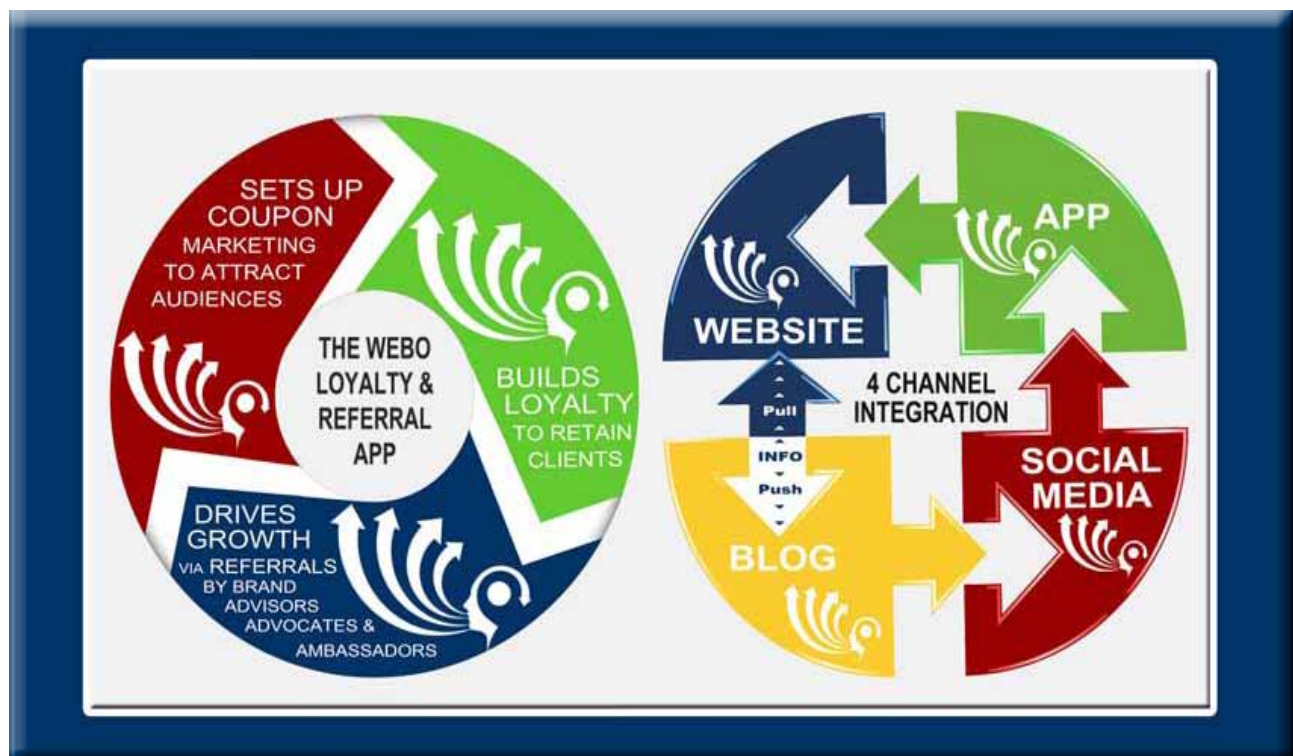 SETS UP
COUPON
MARKETING
TO ATTRACT
AUDIENCES
THE WEBO
LOYALTY &
REFERRAL
APP
BUILDS
LOYALTY
TO RETAIN
CLIENTS
DRIVES
GROWTH
VIA REFERRALS
BY BRAND
ADVISORS
ADVOCATES &
AMBASSADORS
WEBSITE
APP
4 CHANNEL
INTEGRATION
Pull
INFO
Push
SOCIAL
MEDIA
BLOG